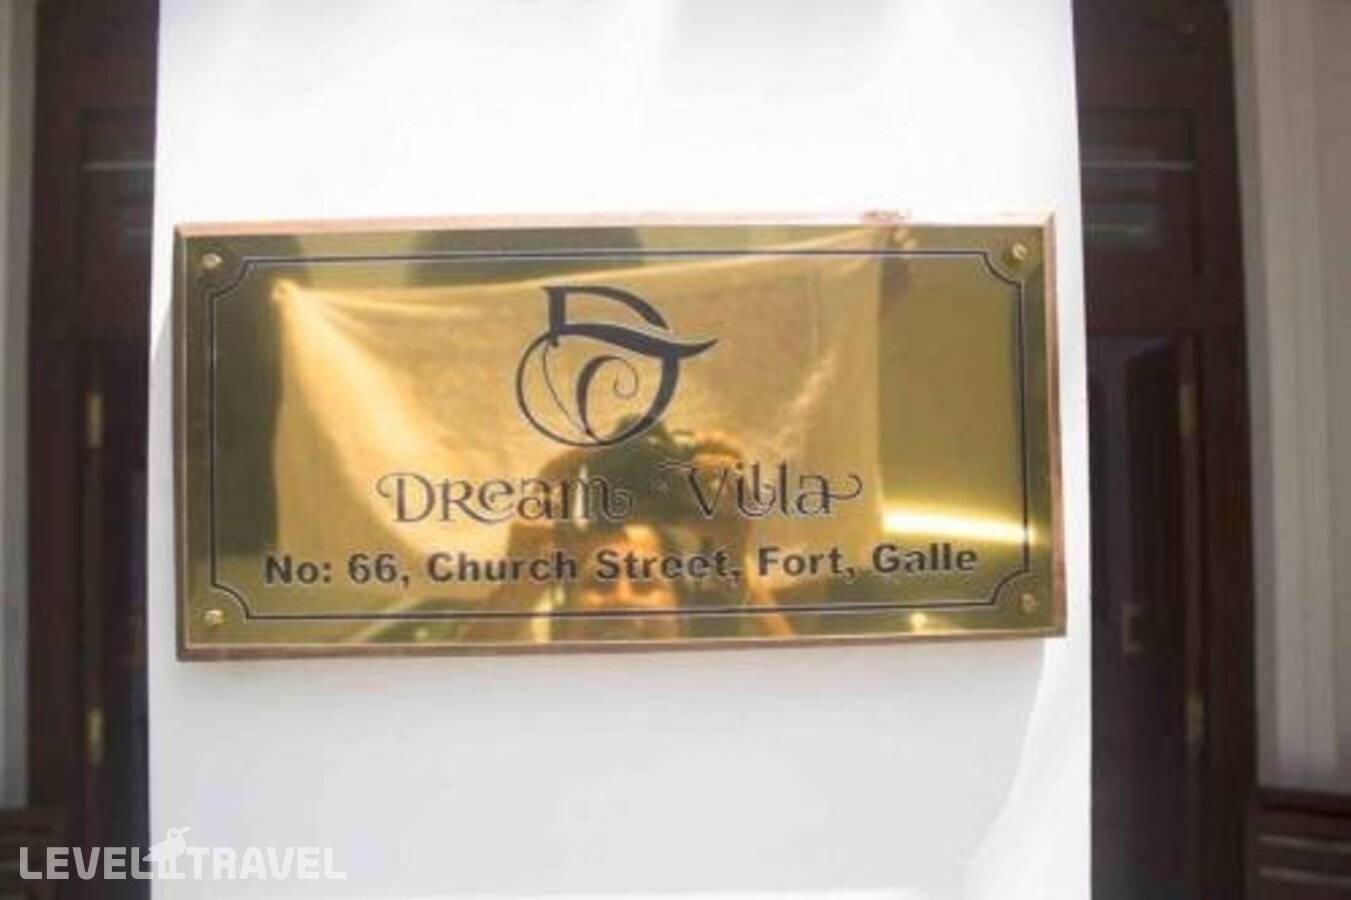 Dream Villa
No: 66, Church Street, Fort, Galle
LEVEL TRAVEL